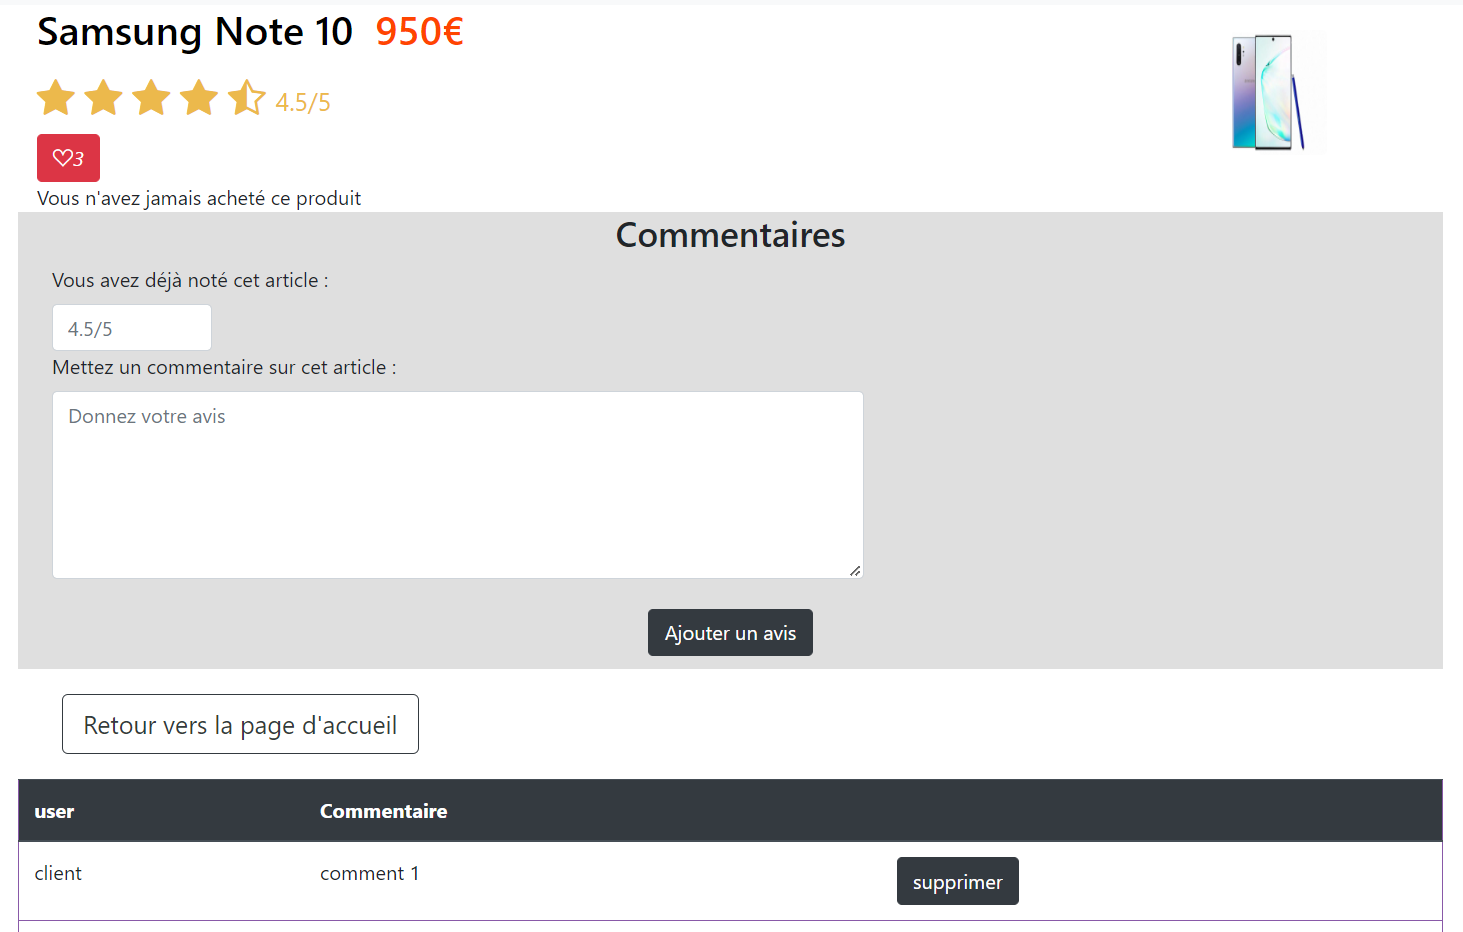 Samsung Note 10 950€
4.5/5
3
Vous n'avez jamais acheté ce produit
Commentaires
Vous avez déjà noté cet article :
4.5/5
Mettez un commentaire sur cet article :
Donnez votre avis
Ajouter un avis
Retour vers la page d'accueil
user Commentaire
client comment 1 supprimer